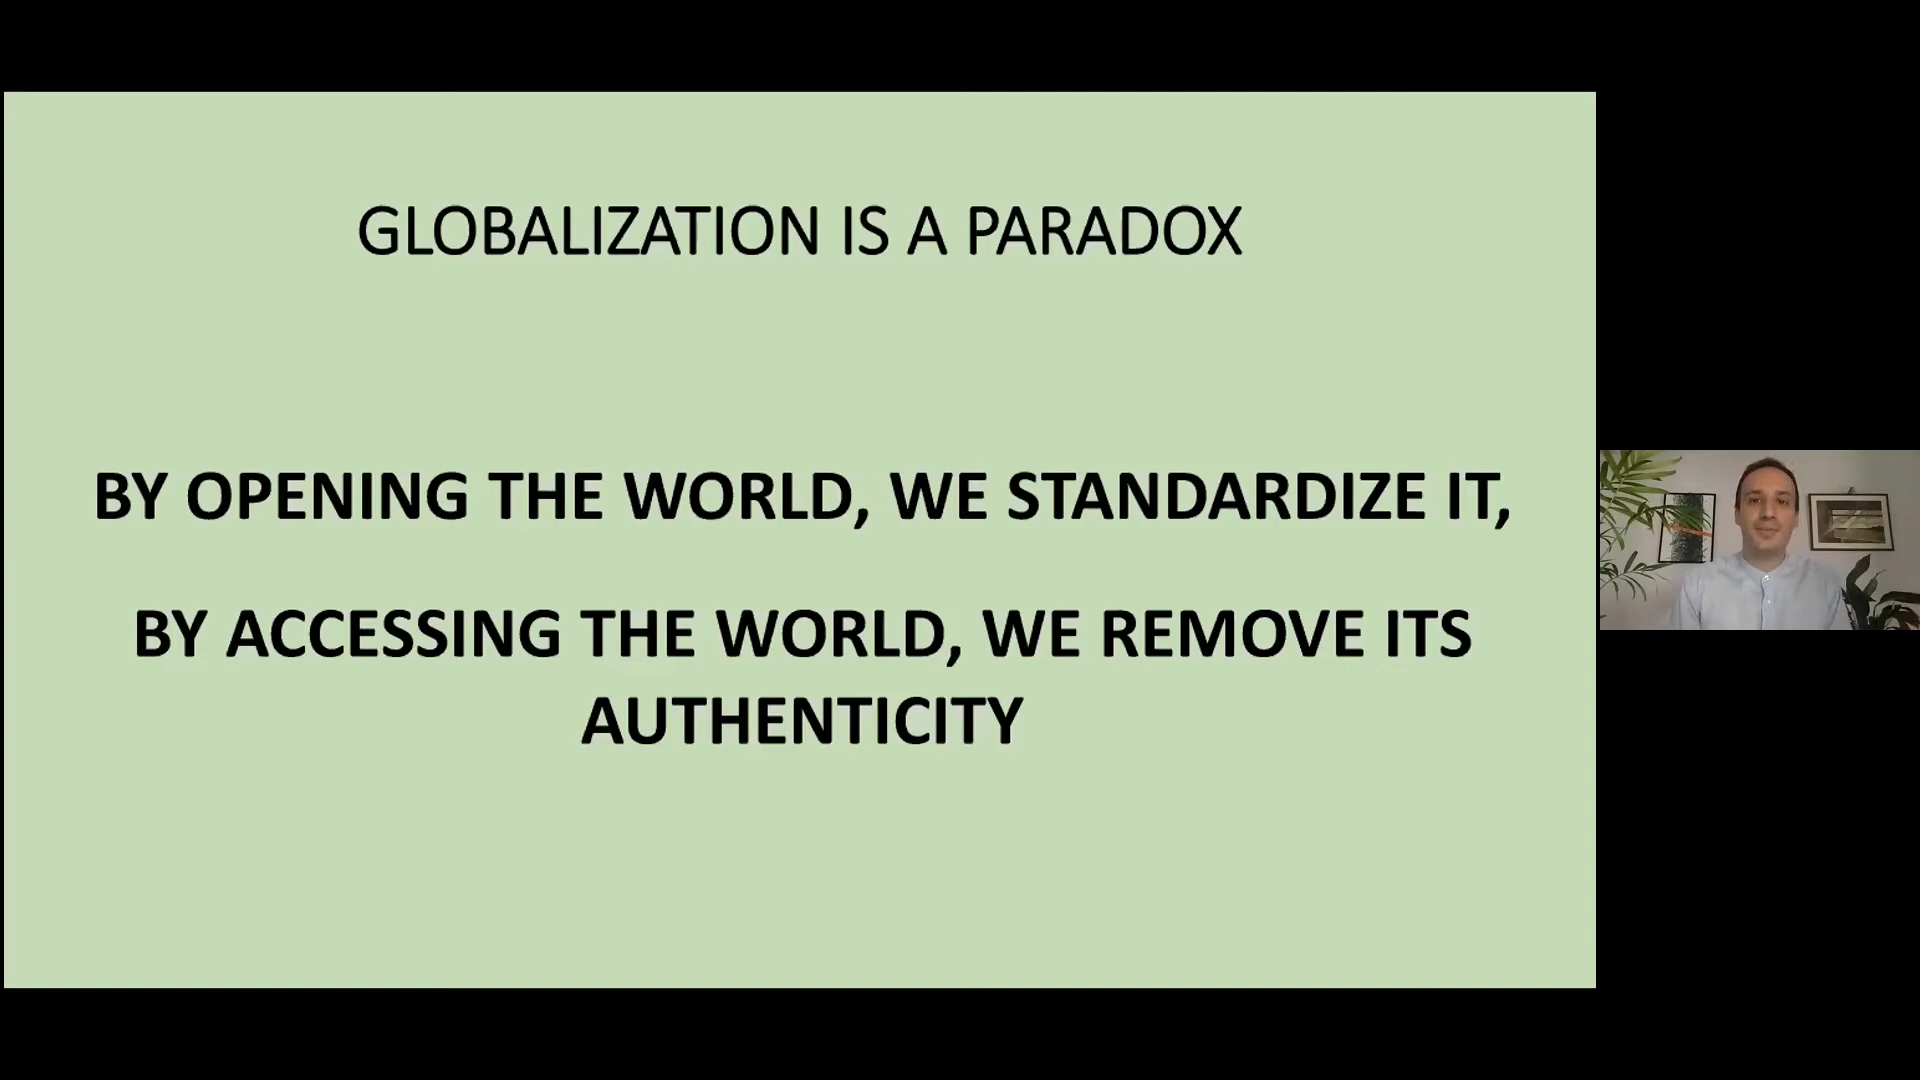 GLOBALIZATION IS A PARADOX
BY OPENING THE WORLD, WE STANDARDIZE IT,
BY ACCESSING THE WORLD, WE REMOVE ITS
AUTHENTICITY